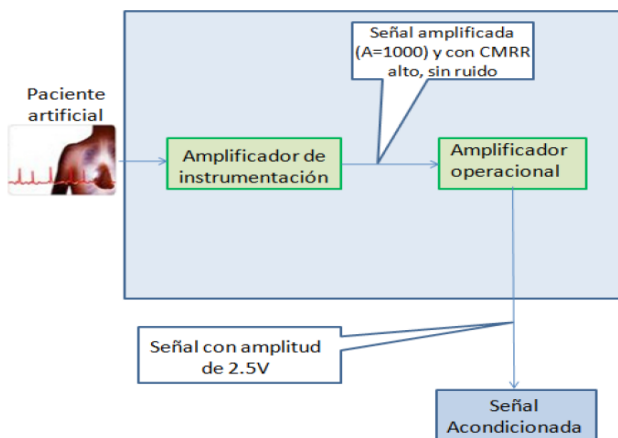 Señal amplificada
(A=1000) y con CMRR
alto, sin ruido
Paciente
artificial
Amplificador de
instrumentación
Amplificador
operacional
Señal con amplitud
de 2.5V
Señal
Acondicionada